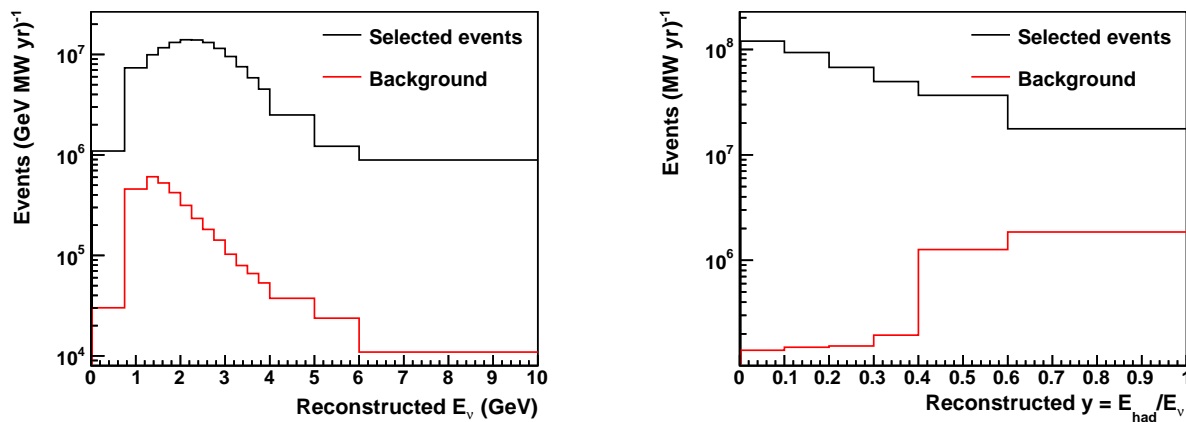 Events (GeV MW yr)⁻¹
10⁷
10⁶
10⁵
10⁴
Selected events
Background
0 1 2 3 4 5 6 7 8 9 10
Reconstructed E_ν (GeV)
Events (MW yr)⁻¹
10⁸
10⁷
10⁶
Selected events
Background
0 0.1 0.2 0.3 0.4 0.5 0.6 0.7 0.8 0.9 1
Reconstructed y = E_had/E_ν